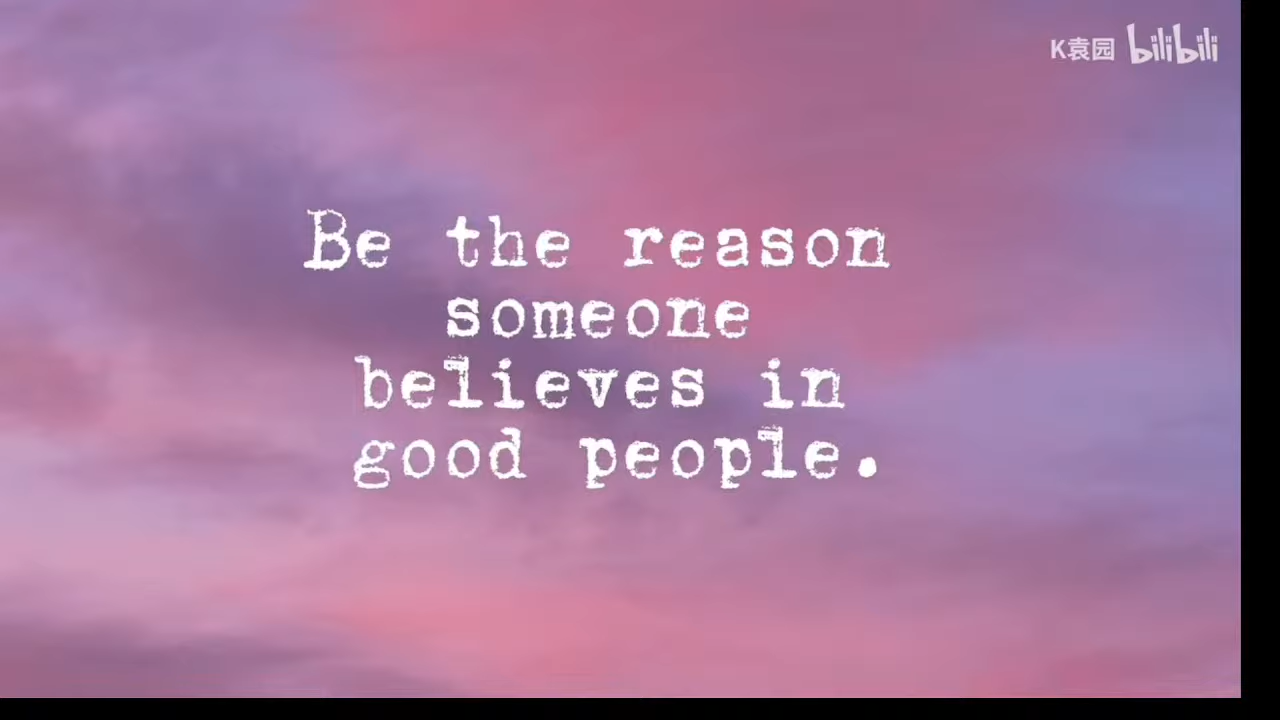 K袁园 bilibili
Be the reason
someone
believes in
good people.